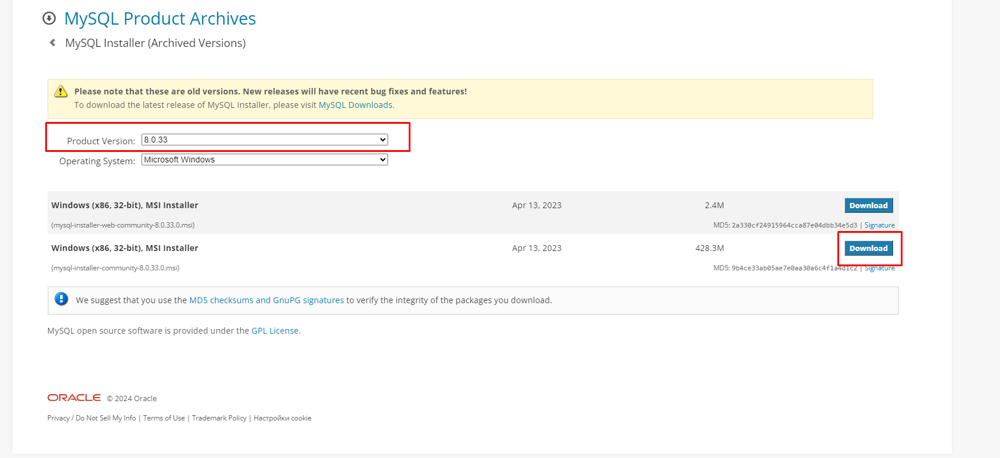 MySQL Product Archives
MySQL Installer (Archived Versions)
Please note that these are old versions. New releases will have recent bug fixes and features!
To download the latest release of MySQL Installer, please visit MySQL Downloads.
Product Version: 8.0.33
Operating System: Microsoft Windows
Windows (x86, 32-bit), MSI Installer Apr 13, 2023 2.4M Download
(mysql-installer-web-community-8.0.33.0.msi) MD5: 2a330cf24915964cca87e04dbb34e5d3 | Signature
Windows (x86, 32-bit), MSI Installer Apr 13, 2023 428.3M Download
(mysql-installer-community-8.0.33.0.msi) MD5: 9b4ce33ab05ae7e0aa30a6c4f1a4d1c2 | Signature
We suggest that you use the MD5 checksums and GnuPG signatures to verify the integrity of the packages you download.
MySQL open source software is provided under the GPL License.
ORACLE © 2024 Oracle
Privacy / Do Not Sell My Info | Terms of Use | Trademark Policy | Настройки cookie